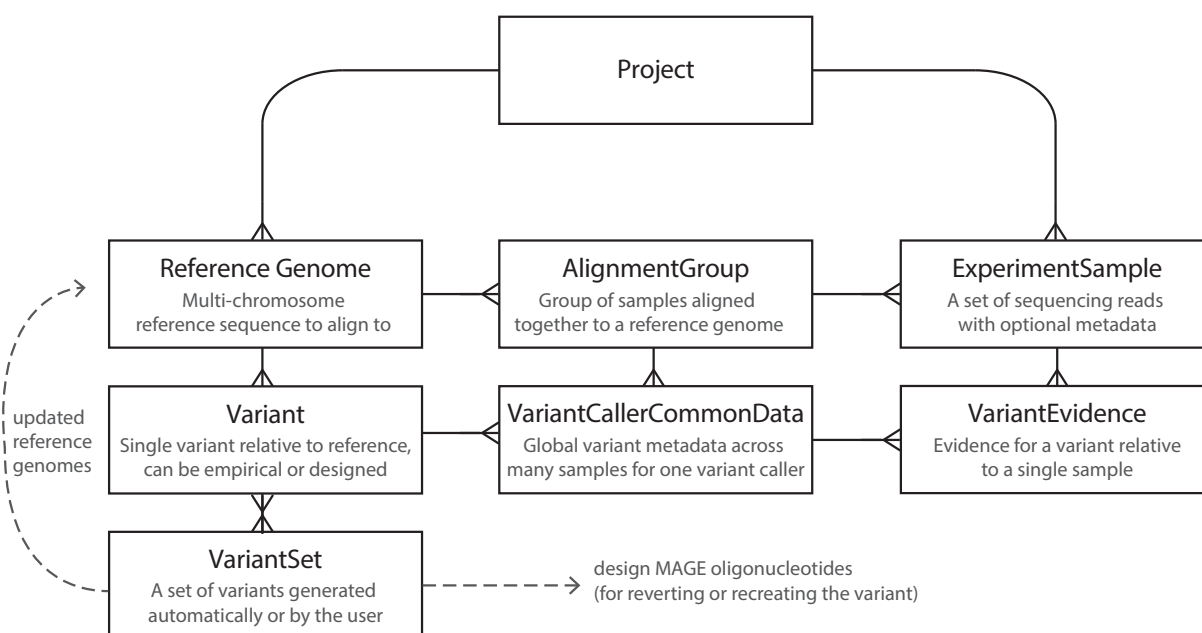 Project
Reference Genome
Multi-chromosome
reference sequence to align to
AlignmentGroup
Group of samples aligned
together to a reference genome
ExperimentSample
A set of sequencing reads
with optional metadata
updated
reference
genomes
Variant
Single variant relative to reference,
can be empirical or designed
VariantCallerCommonData
Global variant metadata across
many samples for one variant caller
VariantEvidence
Evidence for a variant relative
to a single sample
VariantSet
A set of variants generated
automatically or by the user
design MAGE oligonucleotides
(for reverting or recreating the variant)